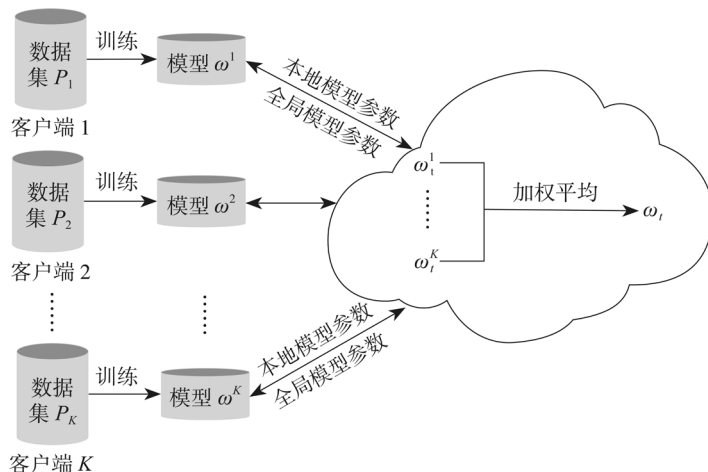 数据
集 P₁
训练
模型 ω¹
客户端 1
本地模型参数
全局模型参数
数据
集 P₂
训练
模型 ω²
客户端 2
ωₜ¹
ωₜᴷ
加权平均
ωₜ
数据
集 P_K
训练
模型 ωᴷ
客户端 K
本地模型参数
全局模型参数